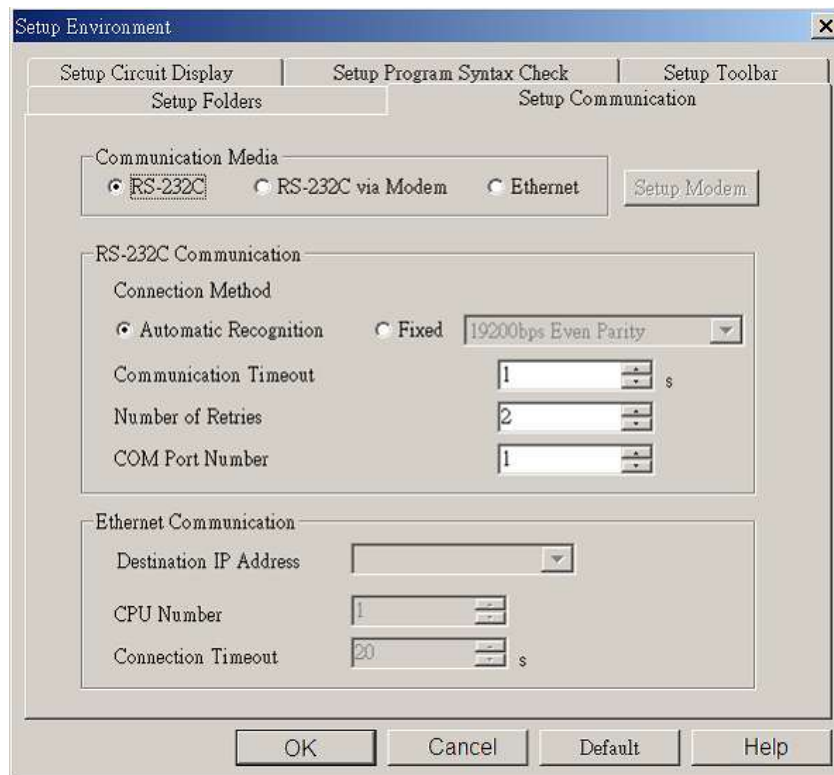 Setup Environment
Setup Circuit Display
Setup Program Syntax Check
Setup Toolbar
Setup Folders
Setup Communication
Communication Media
RS-232C
RS-232C via Modem
Ethernet
Setup Modem
RS-232C Communication
Connection Method
Automatic Recognition
Fixed
19200bps Even Parity
Communication Timeout
1
s
Number of Retries
2
COM Port Number
1
Ethernet Communication
Destination IP Address
CPU Number
1
Connection Timeout
20
s
OK
Cancel
Default
Help